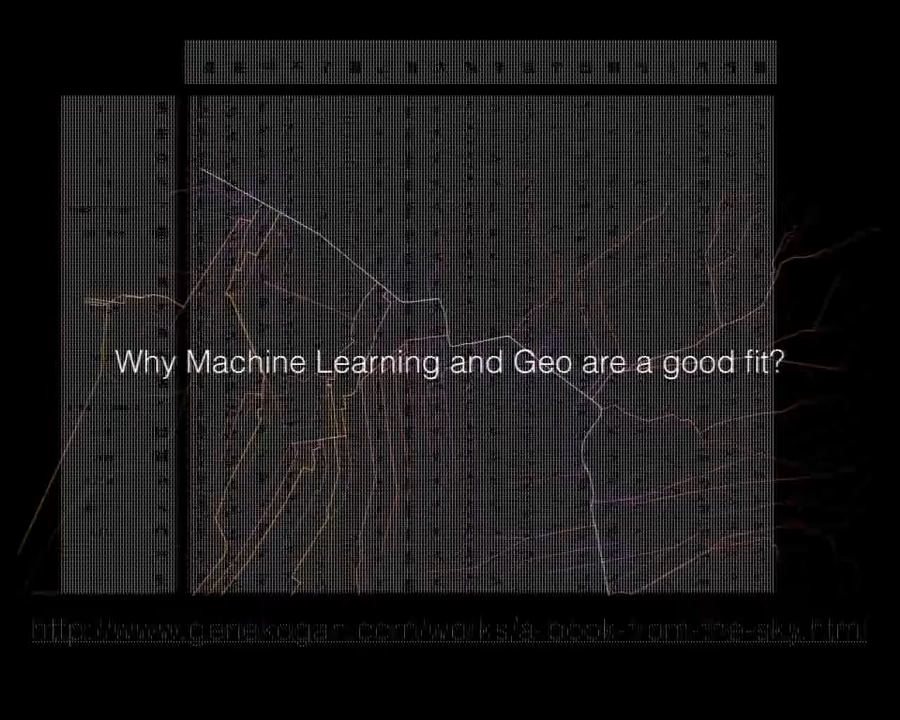 Why Machine Learning and Geo are a good fit?
http://www.genekogan.com/works/a-book-from-the-sky.html